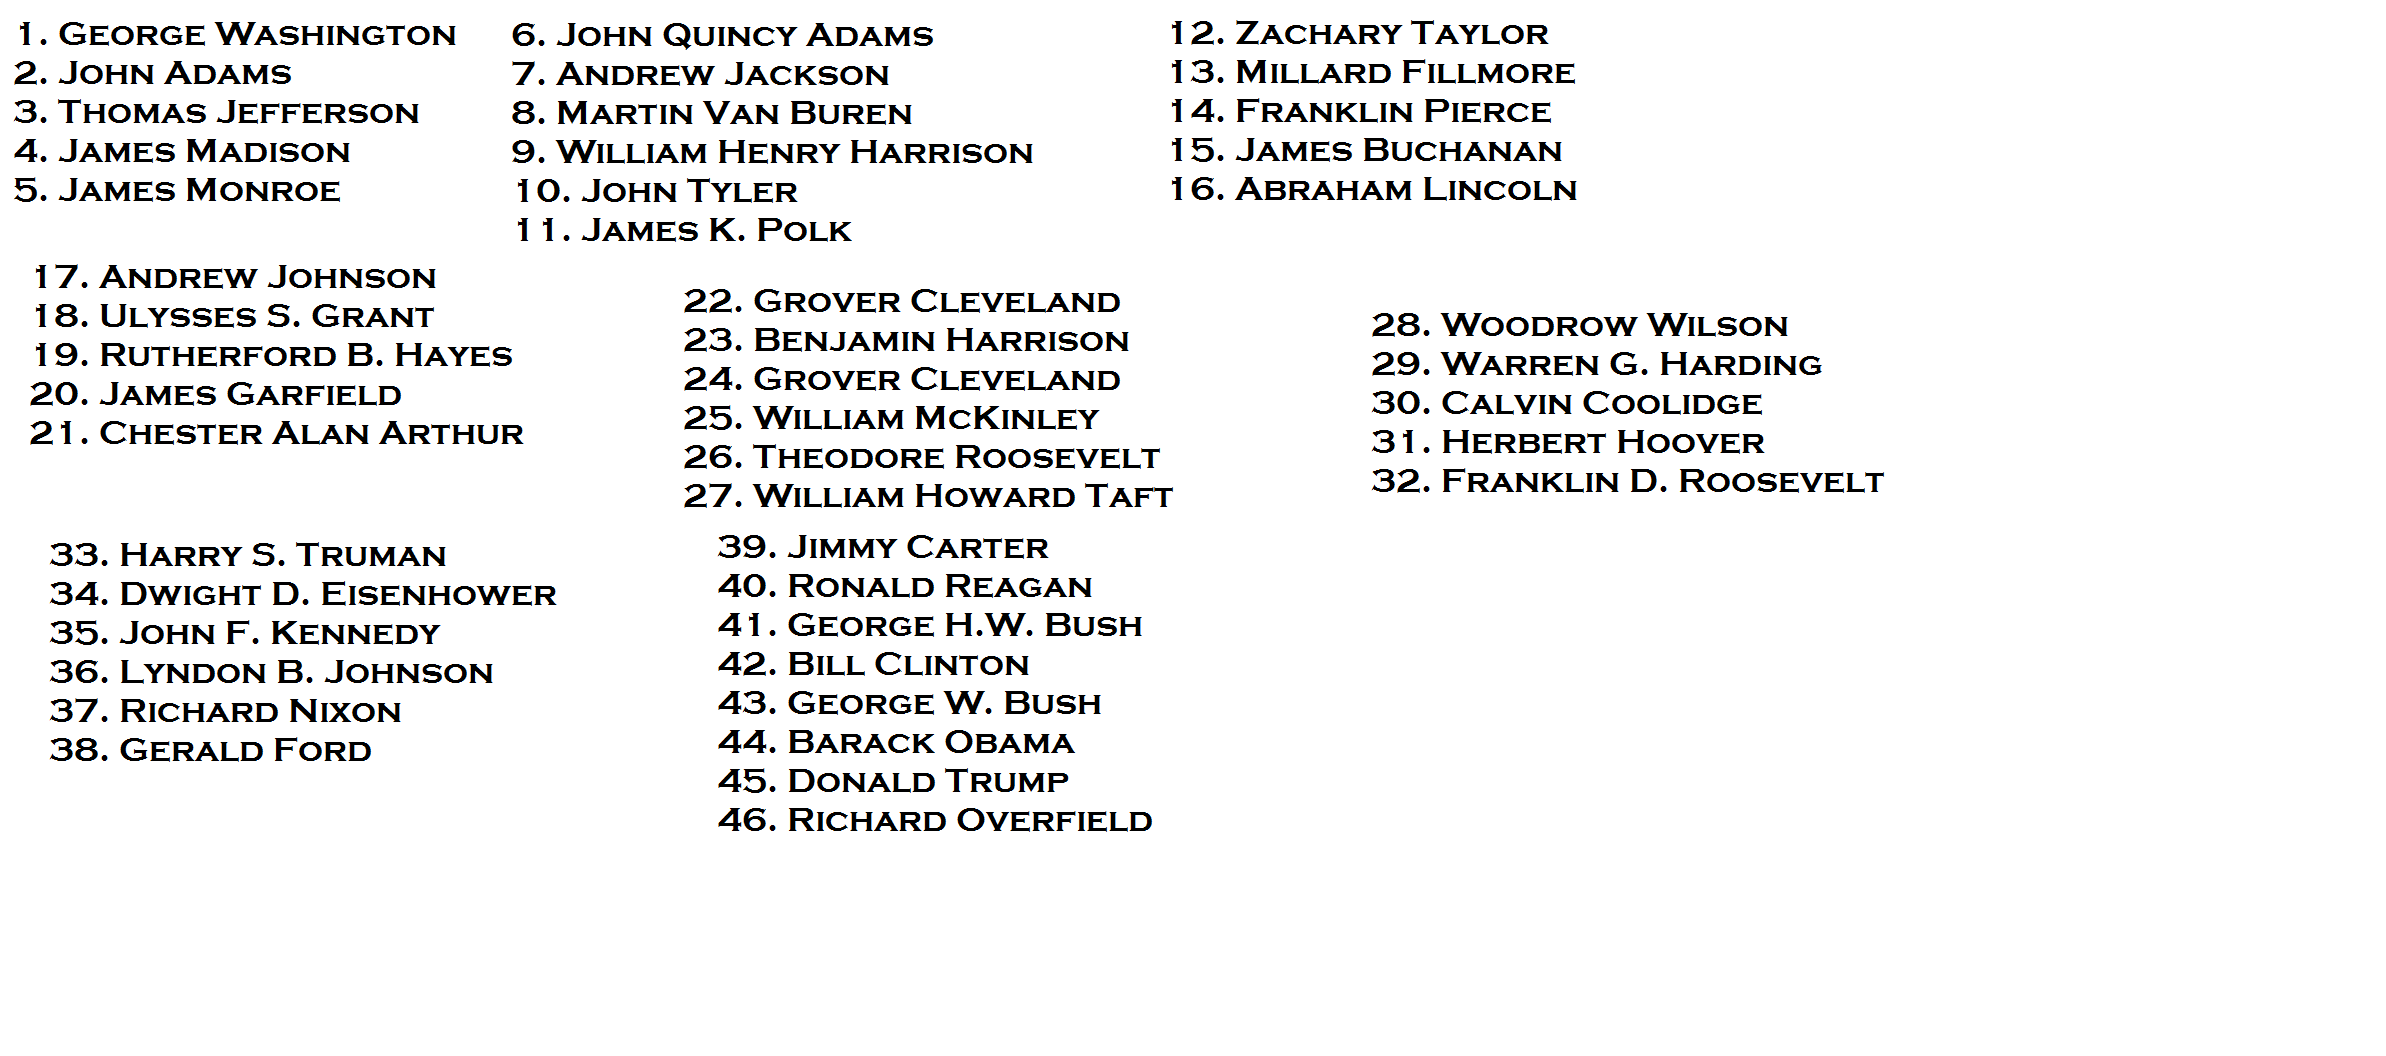 1. George Washington
2. John Adams
3. Thomas Jefferson
4. James Madison
5. James Monroe
6. John Quincy Adams
7. Andrew Jackson
8. Martin Van Buren
9. William Henry Harrison
10. John Tyler
11. James K. Polk
12. Zachary Taylor
13. Millard Fillmore
14. Franklin Pierce
15. James Buchanan
16. Abraham Lincoln
17. Andrew Johnson
18. Ulysses S. Grant
19. Rutherford B. Hayes
20. James Garfield
21. Chester Alan Arthur
22. Grover Cleveland
23. Benjamin Harrison
24. Grover Cleveland
25. William McKinley
26. Theodore Roosevelt
27. William Howard Taft
28. Woodrow Wilson
29. Warren G. Harding
30. Calvin Coolidge
31. Herbert Hoover
32. Franklin D. Roosevelt
33. Harry S. Truman
34. Dwight D. Eisenhower
35. John F. Kennedy
36. Lyndon B. Johnson
37. Richard Nixon
38. Gerald Ford
39. Jimmy Carter
40. Ronald Reagan
41. George H.W. Bush
42. Bill Clinton
43. George W. Bush
44. Barack Obama
45. Donald Trump
46. Richard Overfield